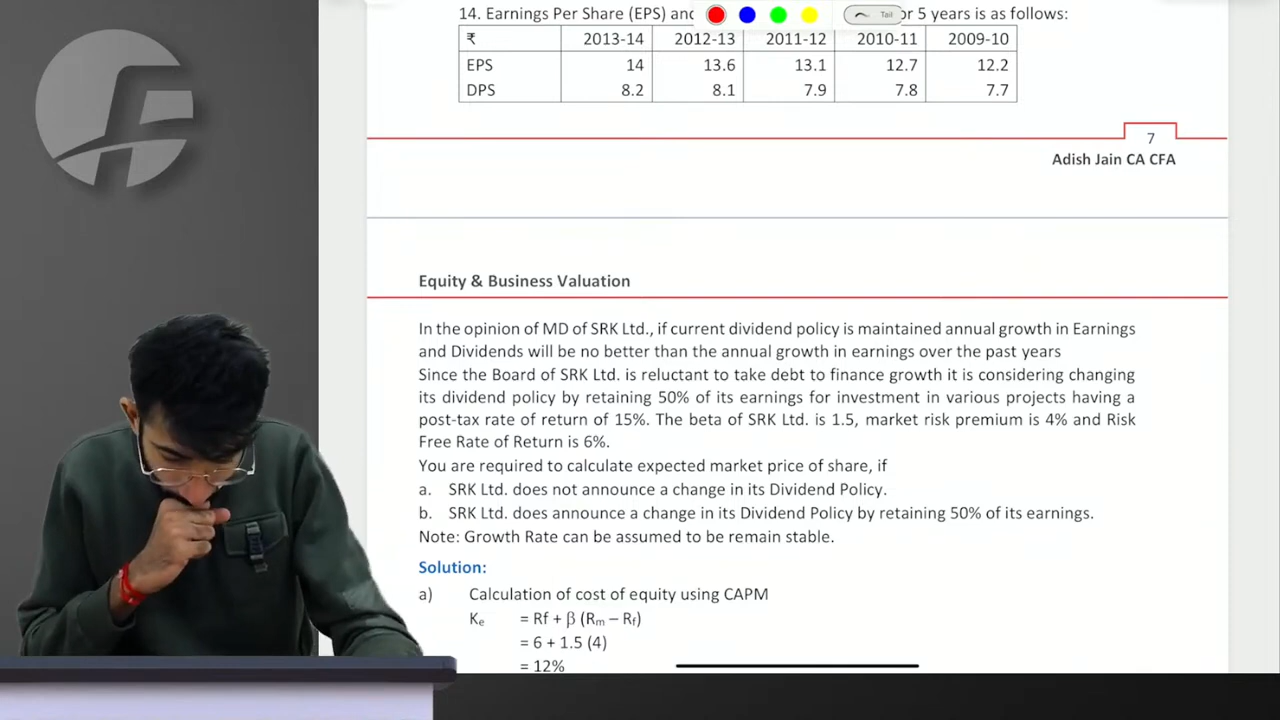 14. Earnings Per Share (EPS) and Tail or 5 years is as follows:
₹ 2013-14 2012-13 2011-12 2010-11 2009-10
EPS 14 13.6 13.1 12.7 12.2
DPS 8.2 8.1 7.9 7.8 7.7
7
Adish Jain CA CFA
Equity & Business Valuation
In the opinion of MD of SRK Ltd., if current dividend policy is maintained annual growth in Earnings
and Dividends will be no better than the annual growth in earnings over the past years
Since the Board of SRK Ltd. is reluctant to take debt to finance growth it is considering changing
its dividend policy by retaining 50% of its earnings for investment in various projects having a
post-tax rate of return of 15%. The beta of SRK Ltd. is 1.5, market risk premium is 4% and Risk
Free Rate of Return is 6%.
You are required to calculate expected market price of share, if
a. SRK Ltd. does not announce a change in its Dividend Policy.
b. SRK Ltd. does announce a change in its Dividend Policy by retaining 50% of its earnings.
Note: Growth Rate can be assumed to be remain stable.
Solution:
a) Calculation of cost of equity using CAPM
Ke = Rf + β (Rm – Rf)
= 6 + 1.5 (4)
= 12%